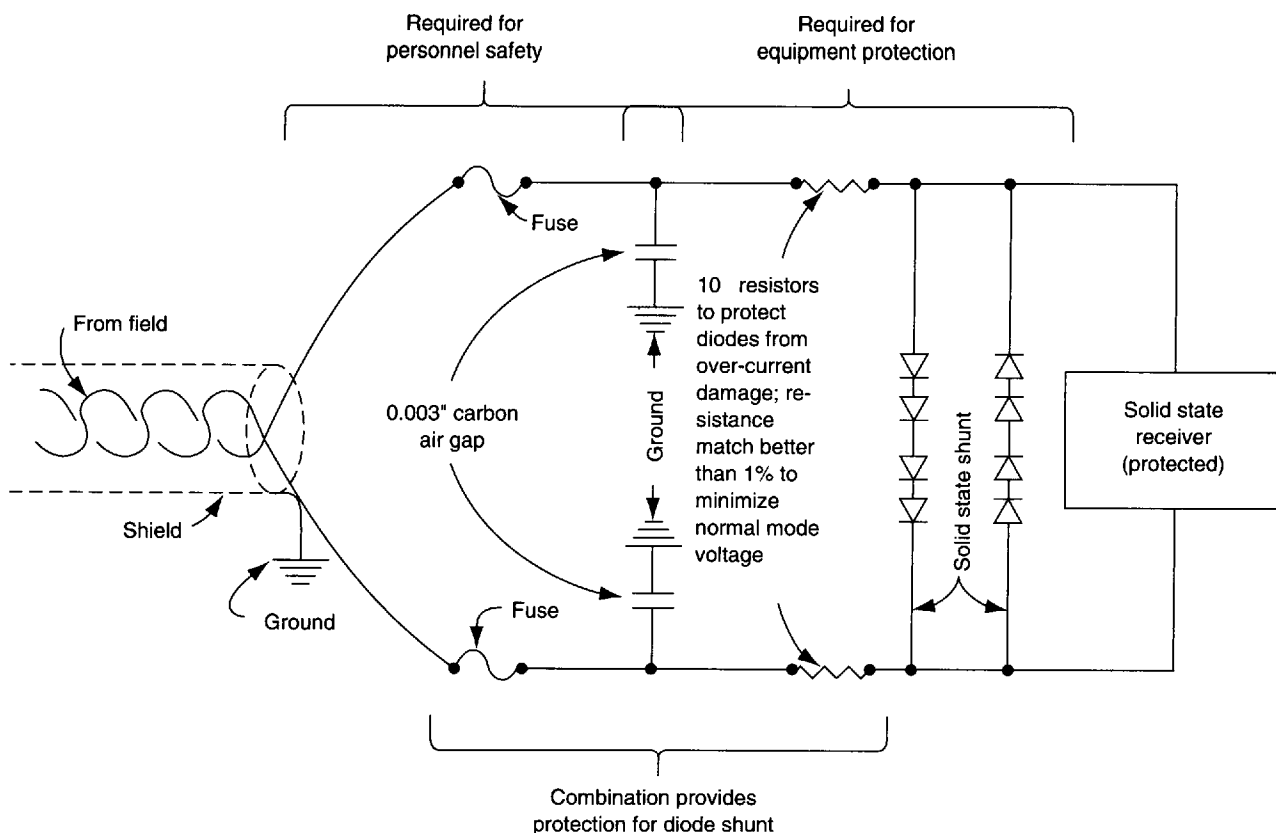 Required for
personnel safety
Required for
equipment protection
Fuse
From field
0.003" carbon
air gap
Ground
10 resistors
to protect
diodes from
over-current
damage; re-
sistance
match better
than 1% to
minimize
normal mode
voltage
Solid state shunt
Solid state
receiver
(protected)
Shield
Ground
Fuse
Combination provides
protection for diode shunt